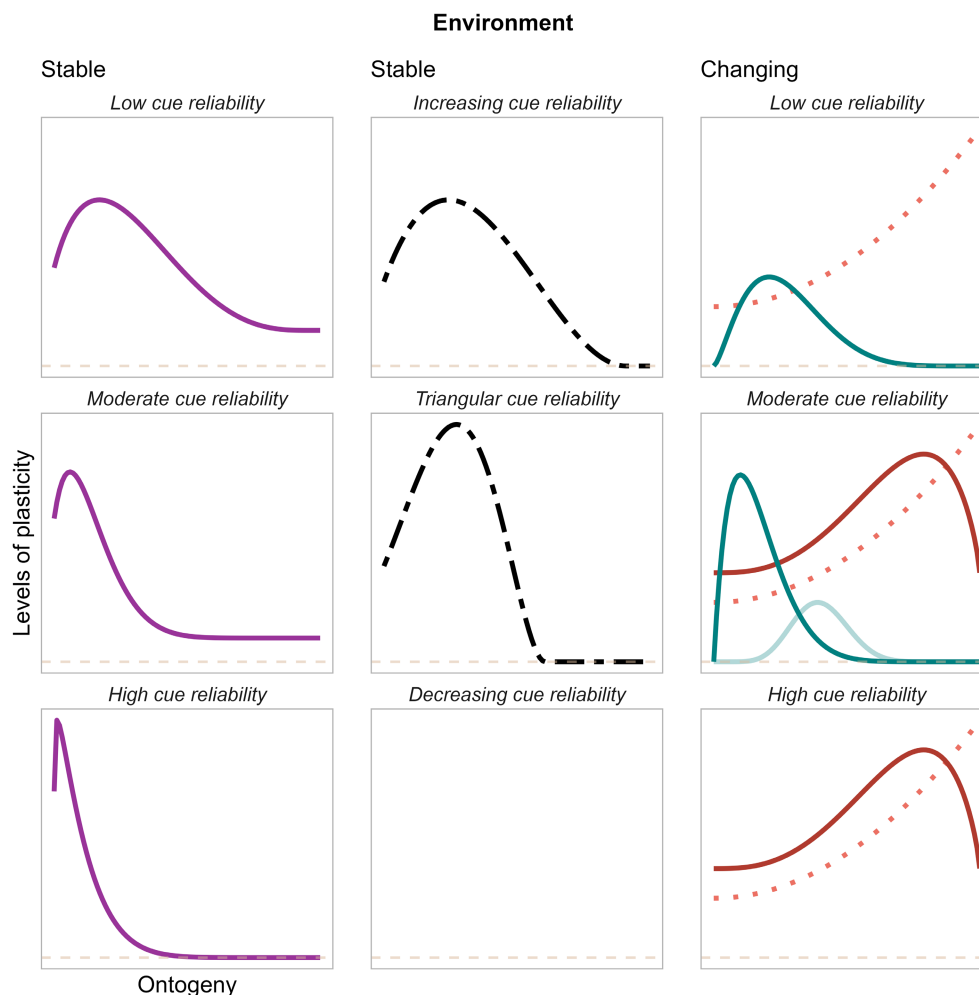 Environment
Stable
Stable
Changing
Low cue reliability
Increasing cue reliability
Low cue reliability
Moderate cue reliability
Triangular cue reliability
Moderate cue reliability
Levels of plasticity
High cue reliability
Decreasing cue reliability
High cue reliability
Ontogeny